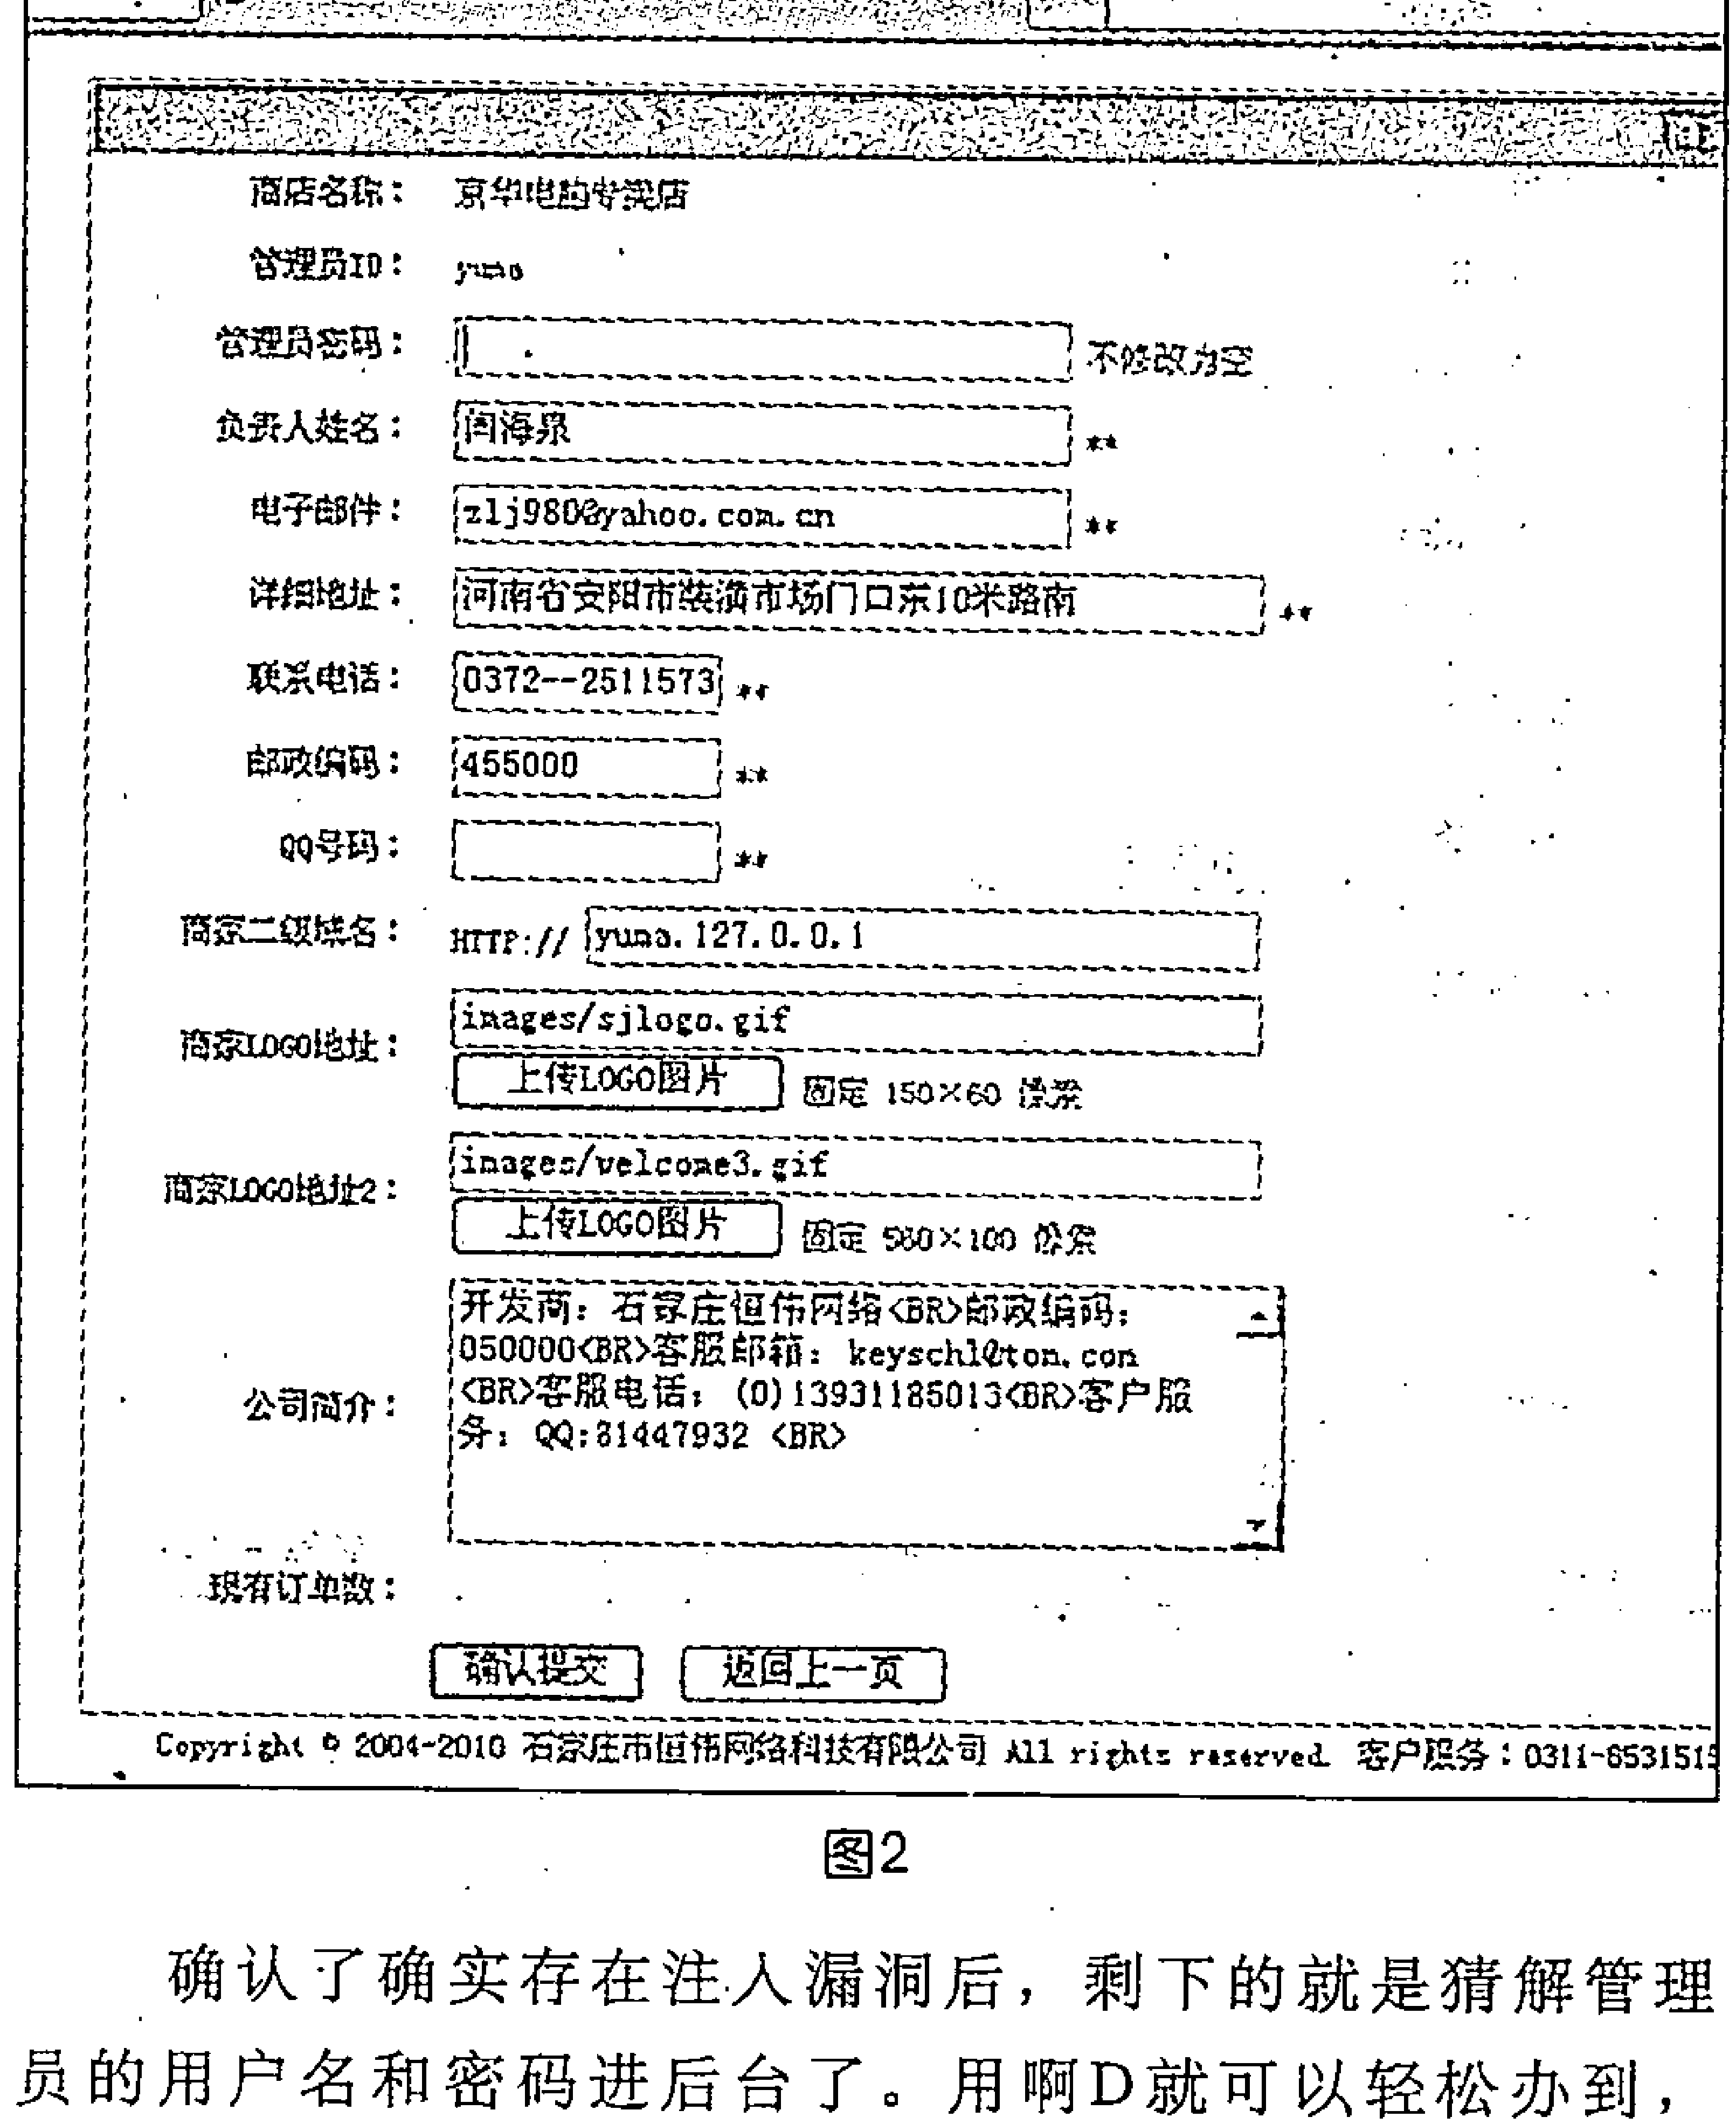 商店名称：
管理员ID： yuna
管理员密码： 不修改为空
负责人姓名： 闫海泉 **
电子邮件： zlj980@yahoo.com.cn **
详细地址： 河南省安阳市装潢市场门口东10米路南 **
联系电话： 0372--2511573 **
邮政编码： 455000 **
QQ号码： **
商家二级域名： HTTP:// yuna.127.0.0.1
商家LOGO地址： images/sjlogo.gif
上传LOGO图片 固定 150×60 像素
商家LOGO地址2： images/welcome3.gif
上传LOGO图片 固定 560×100 像素
公司简介： 开发商：石家庄恒伟网络<BR>邮政编码：
050000<BR>客服邮箱：keyschl@tom.com
<BR>客服电话：(0)13931185013<BR>客户服
务：QQ:81447932 <BR>
现有订单数：
确认提交 返回上一页
Copyright © 2004-2010 石家庄市恒伟网络科技有限公司 All rights reserved. 客户服务：0311-8531515
图2
确认了确实存在注入漏洞后，剩下的就是猜解管理
员的用户名和密码进后台了。用啊D就可以轻松办到，